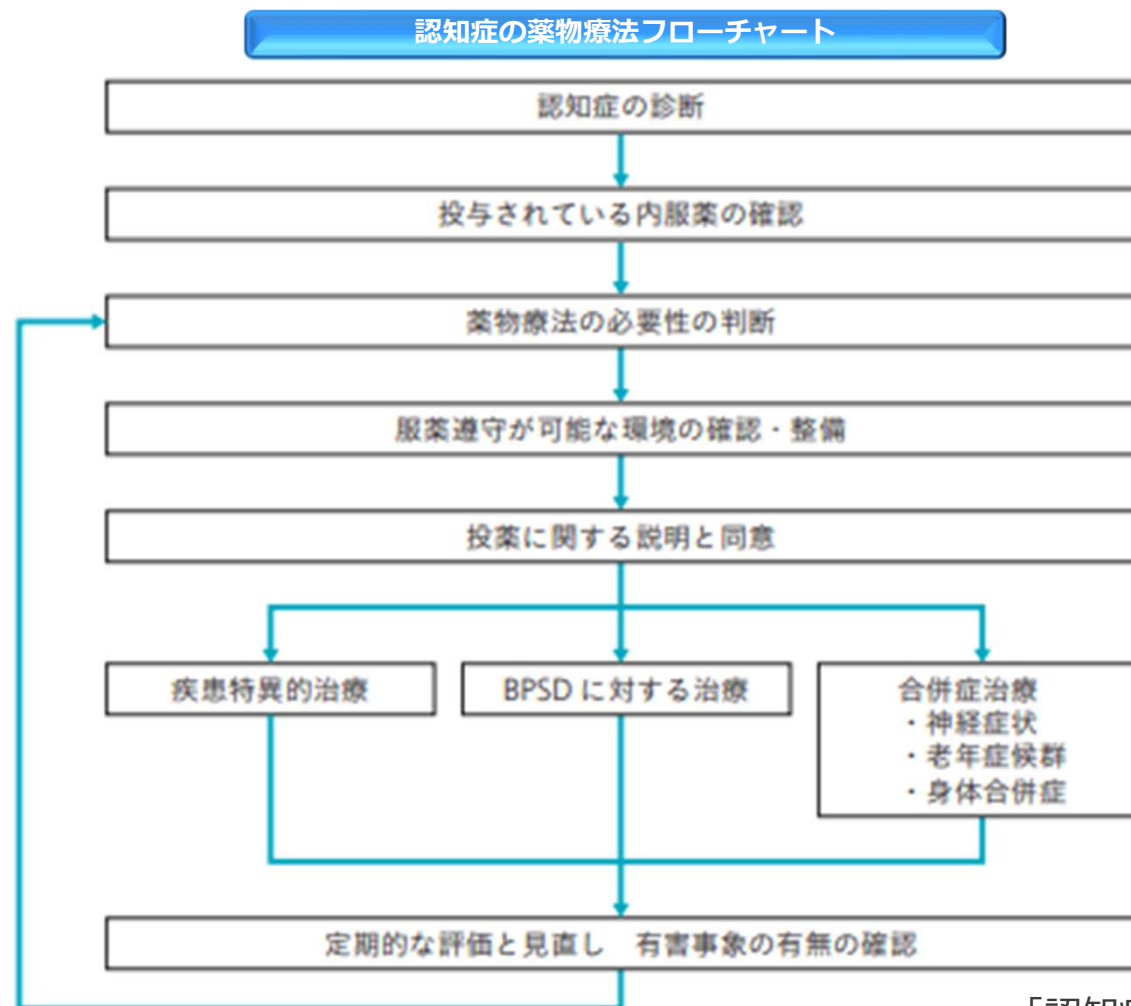 認知症の薬物療法フローチャート
認知症の診断
投与されている内服薬の確認
薬物療法の必要性の判断
服薬遵守が可能な環境の確認・整備
投薬に関する説明と同意
疾患特異的治療
BPSD に対する治療
合併症治療
・神経症状
・老年症候群
・身体合併症
定期的な評価と見直し　有害事象の有無の確認